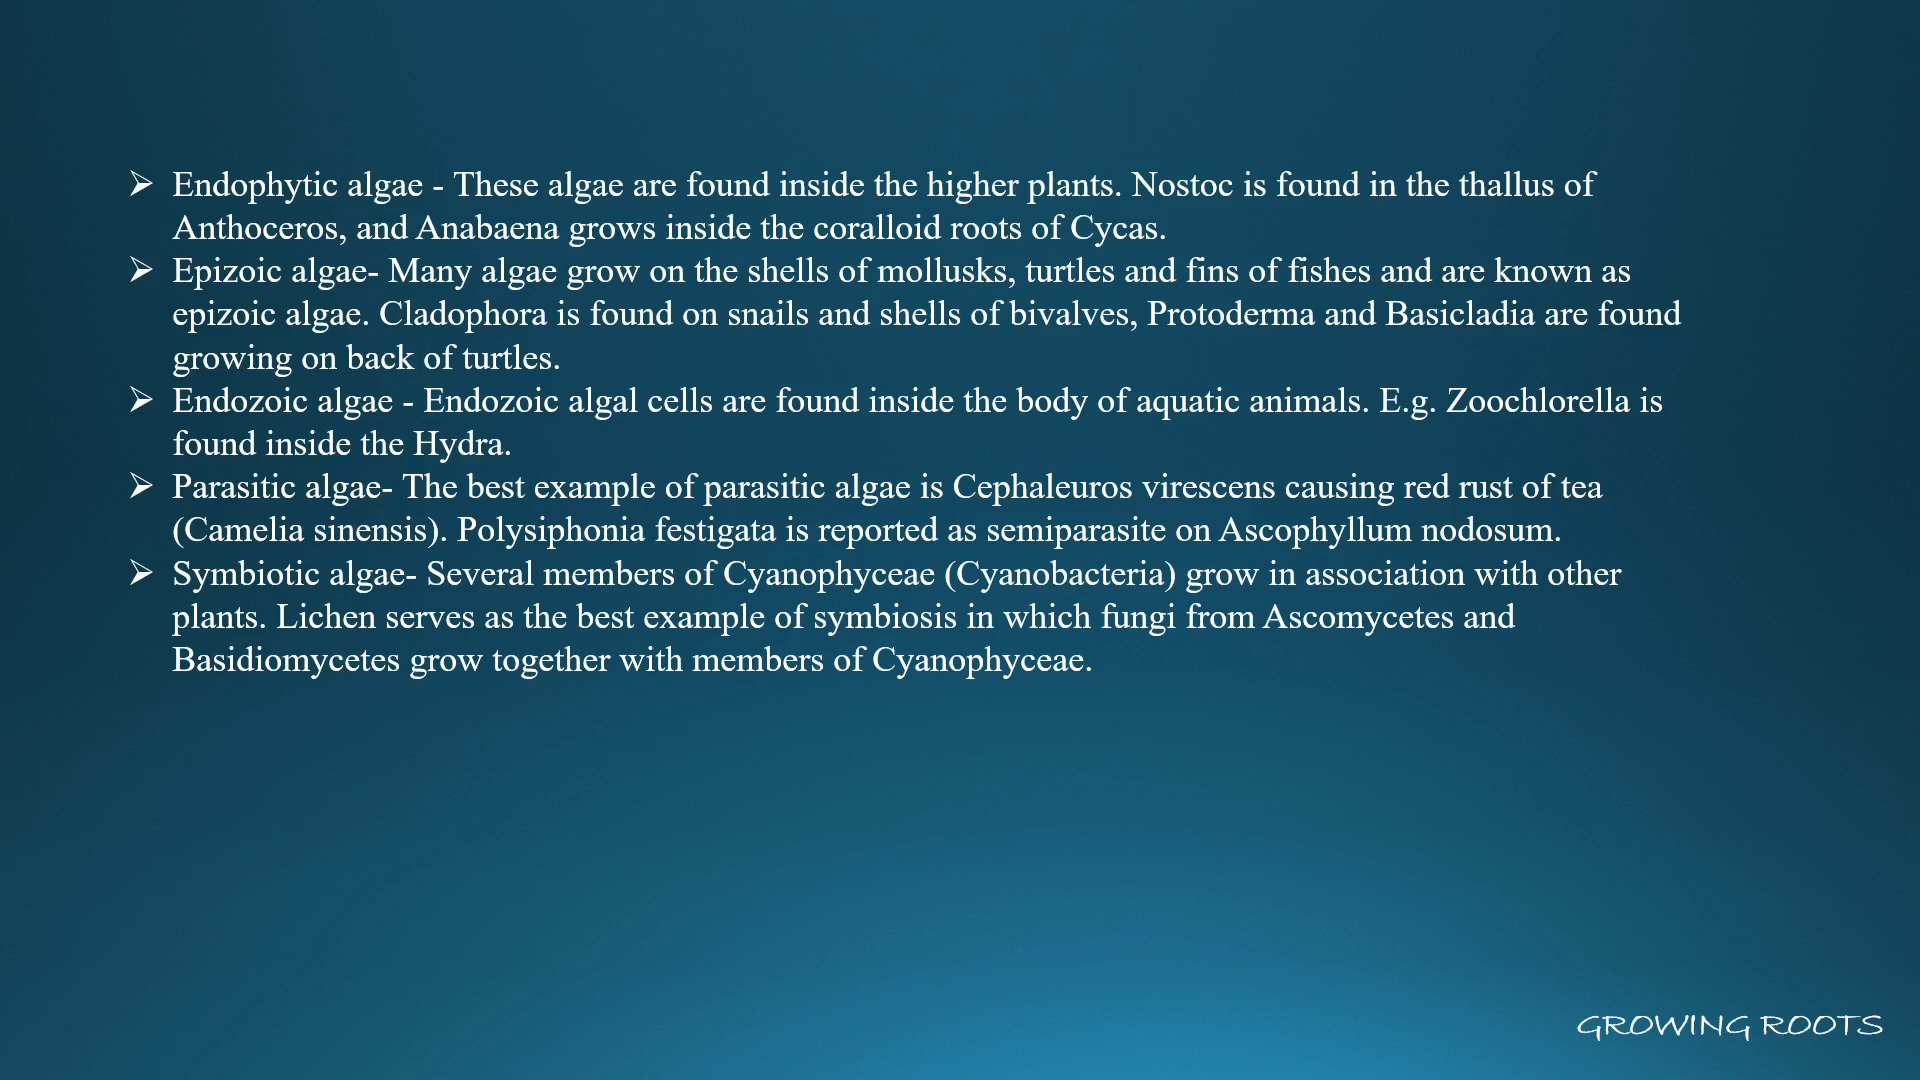 ➢ Endophytic algae - These algae are found inside the higher plants. Nostoc is found in the thallus of
Anthoceros, and Anabaena grows inside the coralloid roots of Cycas.
➢ Epizoic algae- Many algae grow on the shells of mollusks, turtles and fins of fishes and are known as
epizoic algae. Cladophora is found on snails and shells of bivalves, Protoderma and Basicladia are found
growing on back of turtles.
➢ Endozoic algae - Endozoic algal cells are found inside the body of aquatic animals. E.g. Zoochlorella is
found inside the Hydra.
➢ Parasitic algae- The best example of parasitic algae is Cephaleuros virescens causing red rust of tea
(Camelia sinensis). Polysiphonia festigata is reported as semiparasite on Ascophyllum nodosum.
➢ Symbiotic algae- Several members of Cyanophyceae (Cyanobacteria) grow in association with other
plants. Lichen serves as the best example of symbiosis in which fungi from Ascomycetes and
Basidiomycetes grow together with members of Cyanophyceae.
GROWING ROOTS